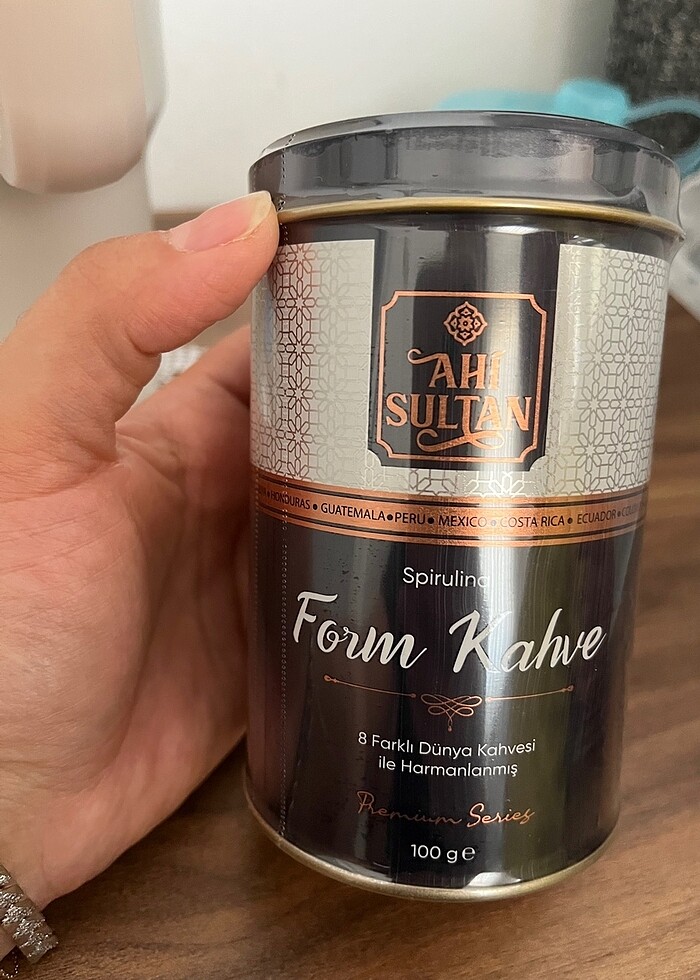 AHİ
SULTAN
HONDURAS • GUATEMALA • PERU • MEXICO • COSTA RICA • ECUADOR •
Spirulina
Form Kahve
8 Farklı Dünya Kahvesi
ile Harmanlanmış
Premium Series
100 g ℮